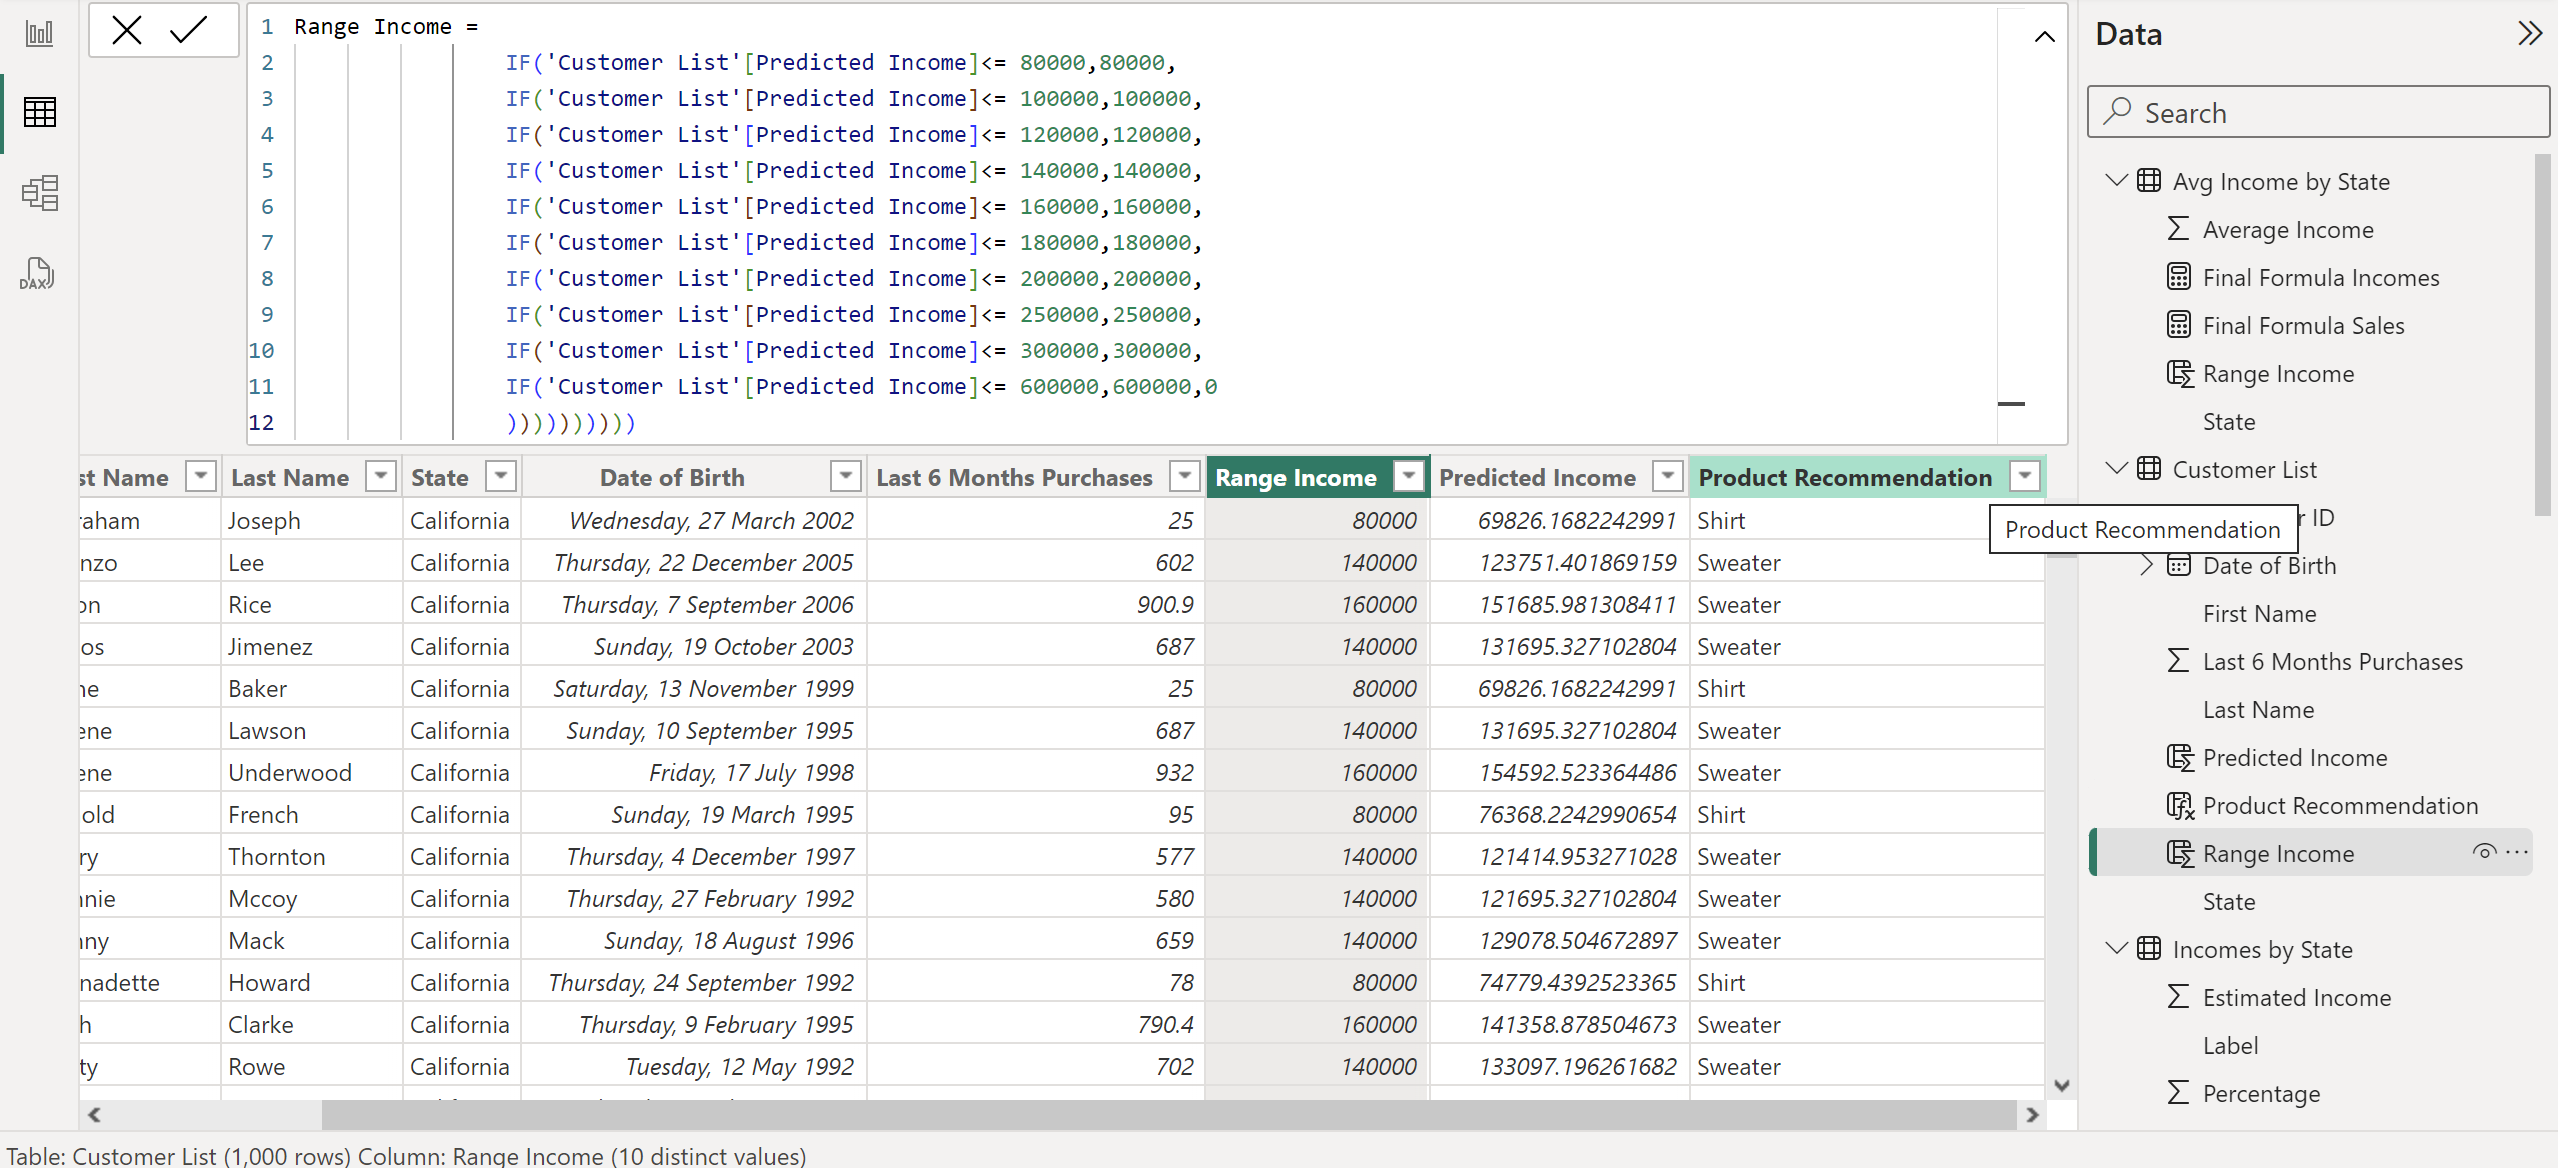 1 Range Income =
2 IF('Customer List'[Predicted Income]<= 80000,80000,
3 IF('Customer List'[Predicted Income]<= 100000,100000,
4 IF('Customer List'[Predicted Income]<= 120000,120000,
5 IF('Customer List'[Predicted Income]<= 140000,140000,
6 IF('Customer List'[Predicted Income]<= 160000,160000,
7 IF('Customer List'[Predicted Income]<= 180000,180000,
8 IF('Customer List'[Predicted Income]<= 200000,200000,
9 IF('Customer List'[Predicted Income]<= 250000,250000,
10 IF('Customer List'[Predicted Income]<= 300000,300000,
11 IF('Customer List'[Predicted Income]<= 600000,600000,0
12 ))))))))))
DAX
st Name Last Name State Date of Birth Last 6 Months Purchases Range Income Predicted Income Product Recommendation
raham Joseph California Wednesday, 27 March 2002 25 80000 69826.1682242991 Shirt
nzo Lee California Thursday, 22 December 2005 602 140000 123751.401869159 Sweater
on Rice California Thursday, 7 September 2006 900.9 160000 151685.981308411 Sweater
os Jimenez California Sunday, 19 October 2003 687 140000 131695.327102804 Sweater
ne Baker California Saturday, 13 November 1999 25 80000 69826.1682242991 Shirt
ene Lawson California Sunday, 10 September 1995 687 140000 131695.327102804 Sweater
ene Underwood California Friday, 17 July 1998 932 160000 154592.523364486 Sweater
old French California Sunday, 19 March 1995 95 80000 76368.2242990654 Shirt
ry Thornton California Thursday, 4 December 1997 577 140000 121414.953271028 Sweater
nnie Mccoy California Thursday, 27 February 1992 580 140000 121695.327102804 Sweater
nny Mack California Sunday, 18 August 1996 659 140000 129078.504672897 Sweater
nadette Howard California Thursday, 24 September 1992 78 80000 74779.4392523365 Shirt
h Clarke California Thursday, 9 February 1995 790.4 160000 141358.878504673 Sweater
ty Rowe California Tuesday, 12 May 1992 702 140000 133097.196261682 Sweater
Table: Customer List (1,000 rows) Column: Range Income (10 distinct values)
Data
Search
Avg Income by State
Average Income
Final Formula Incomes
Final Formula Sales
Range Income
State
Customer List
r ID
Product Recommendation
Date of Birth
First Name
Last 6 Months Purchases
Last Name
Predicted Income
Product Recommendation
Range Income
State
Incomes by State
Estimated Income
Label
Percentage